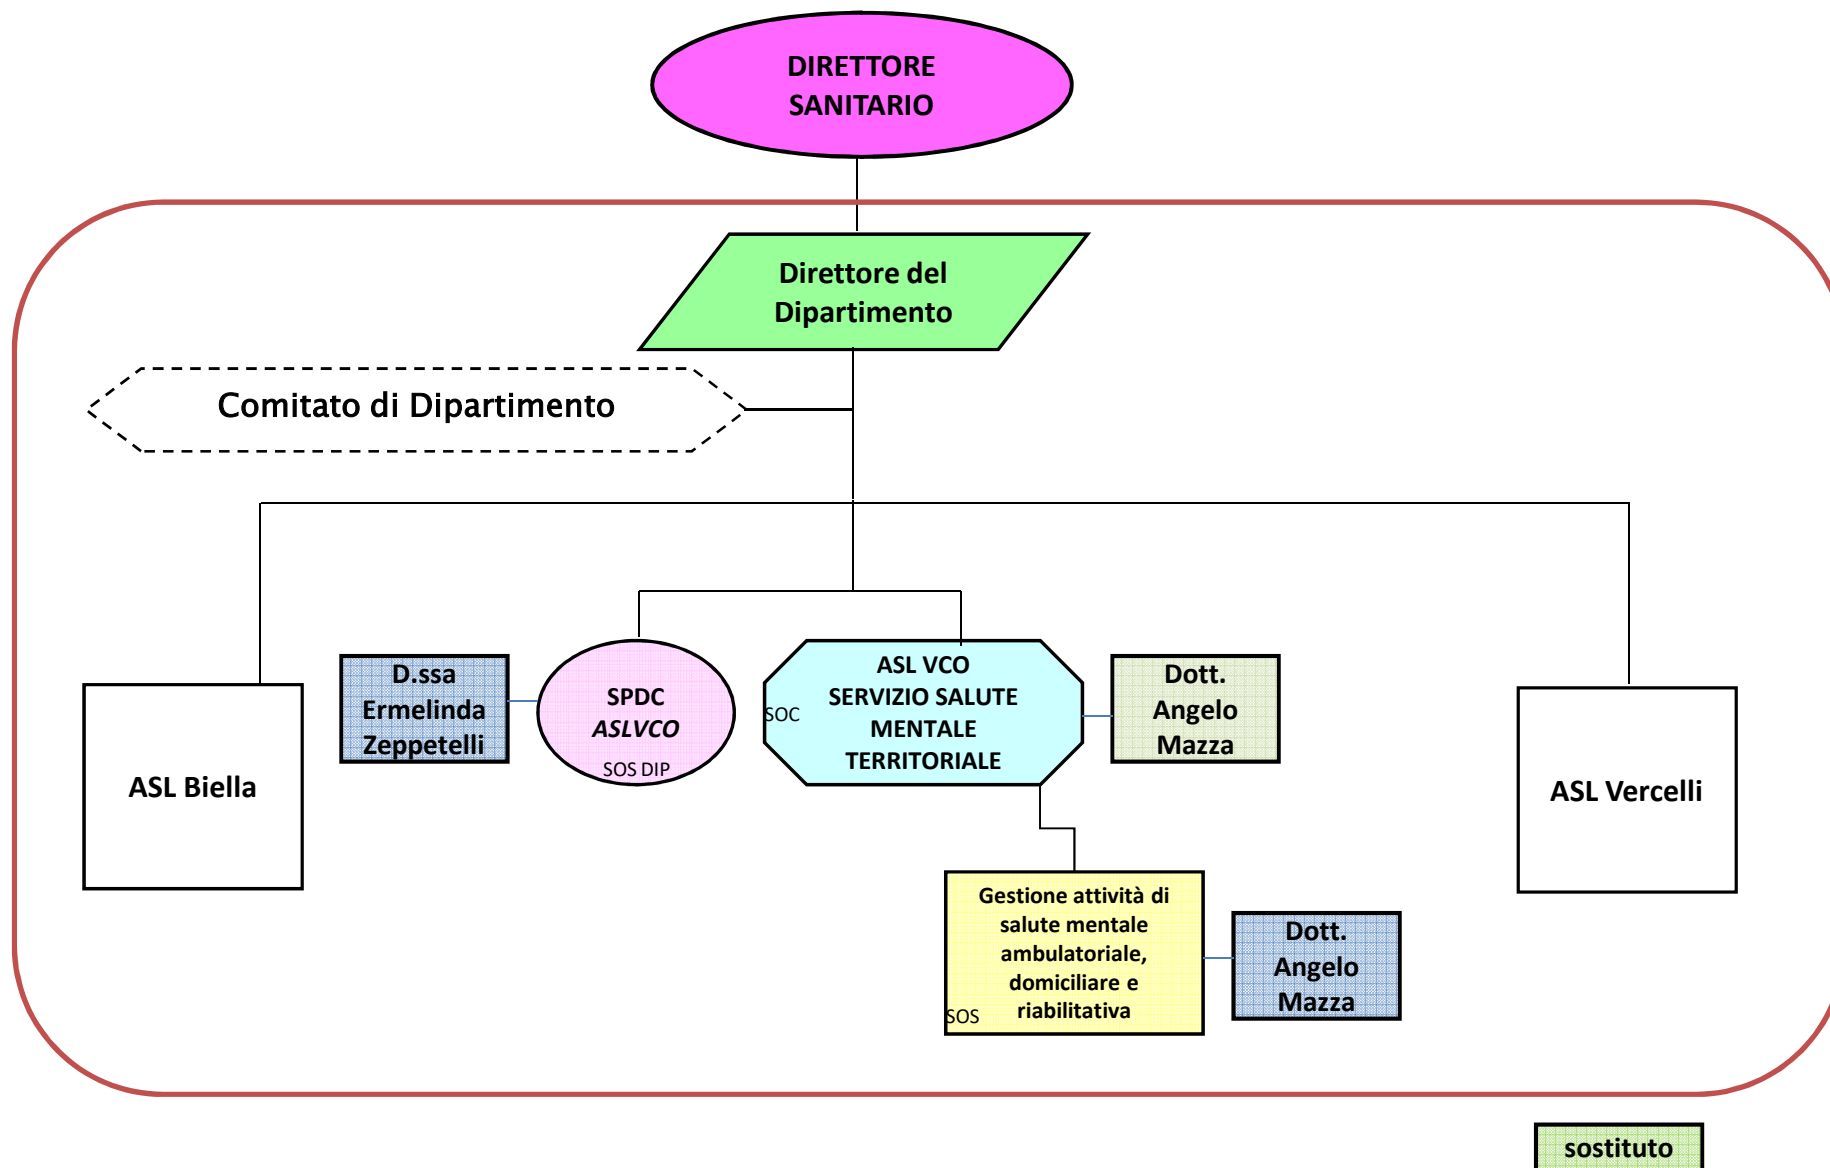 DIRETTORE
SANITARIO
Direttore del
Dipartimento
Comitato di Dipartimento
ASL Biella
D.ssa
Ermelinda
Zeppetelli
SPDC
ASLVCO
SOS DIP
ASL VCO
SERVIZIO SALUTE
MENTALE
TERRITORIALE
SOC
Dott.
Angelo
Mazza
ASL Vercelli
Gestione attività di
salute mentale
ambulatoriale,
domiciliare e
riabilitativa
SOS
Dott.
Angelo
Mazza
sostituto